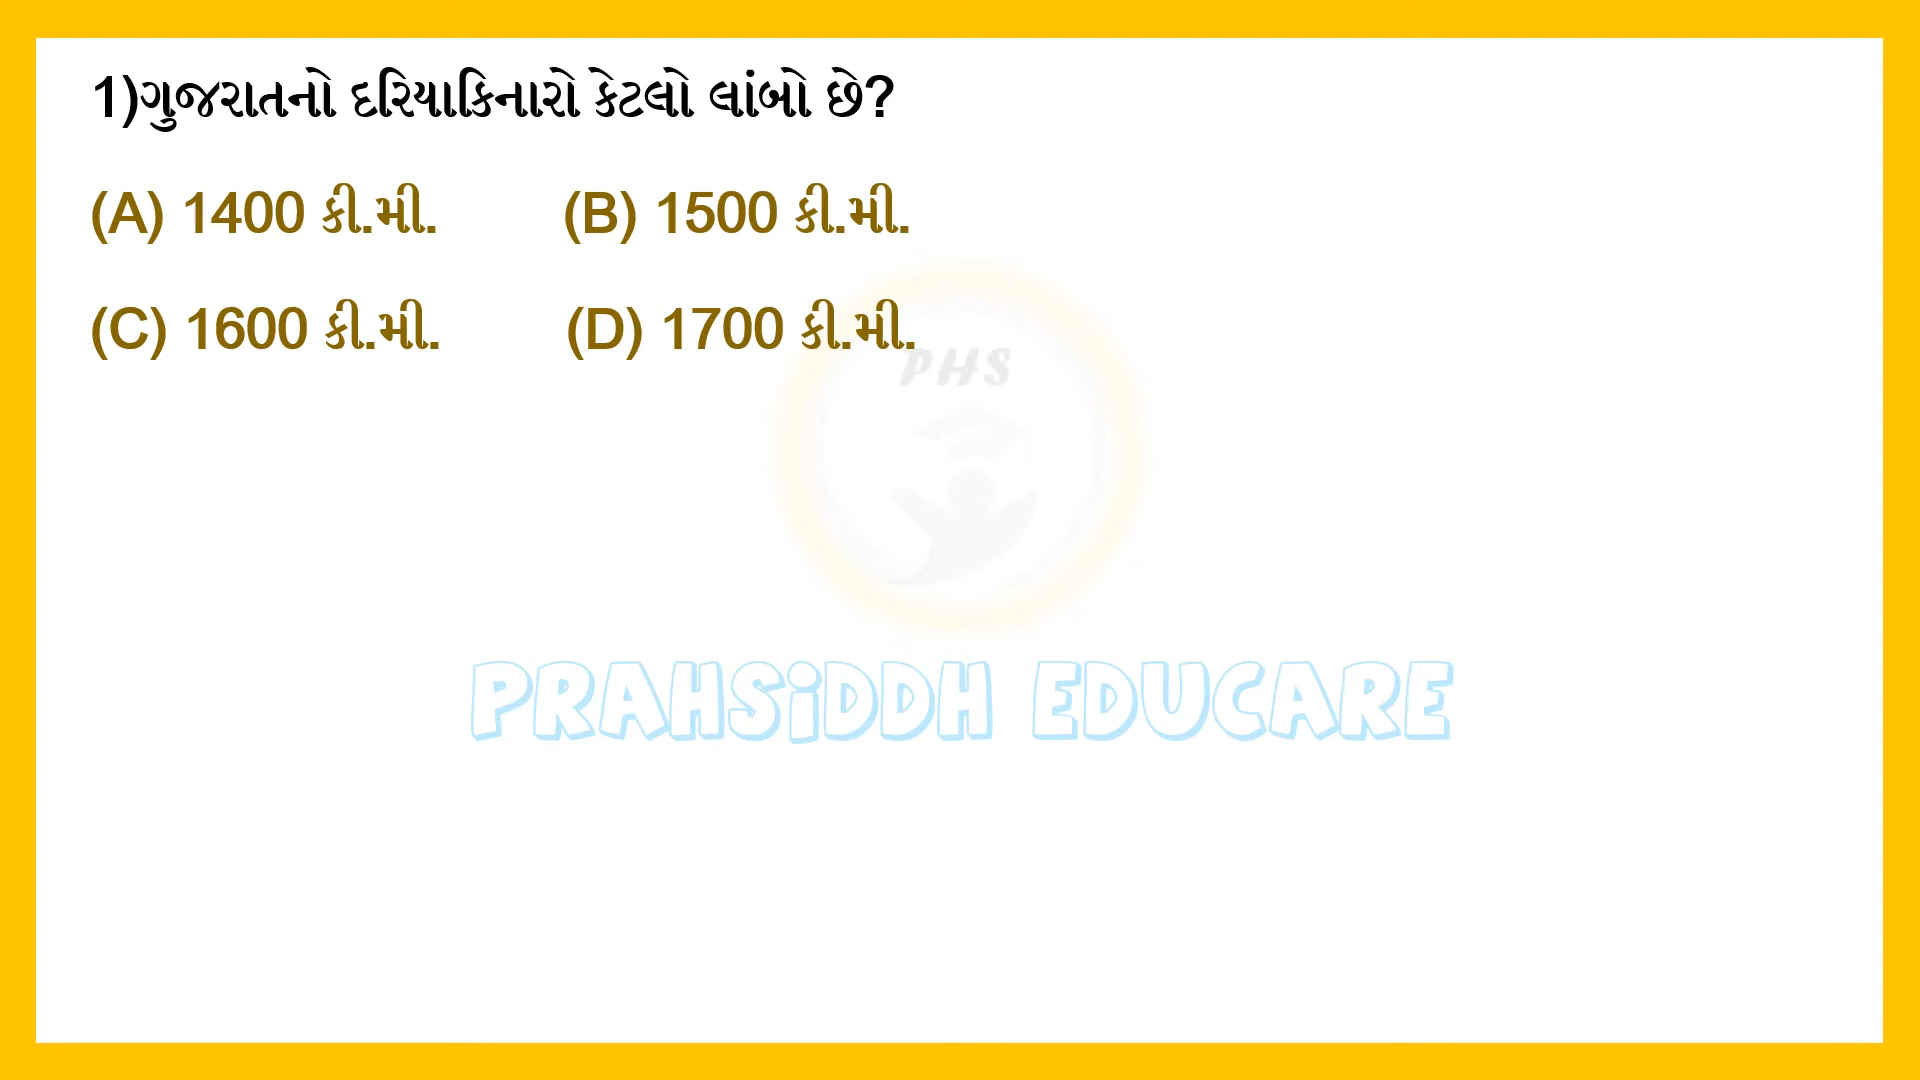 1)ગુજરાતનો દરિયાકિનારો કેટલો લાંબો છે?
(A) 1400 કી.મી. (B) 1500 કી.મી.
(C) 1600 કી.મી. (D) 1700 કી.મી.
PHS
PRAHSiDDH EDUCARE